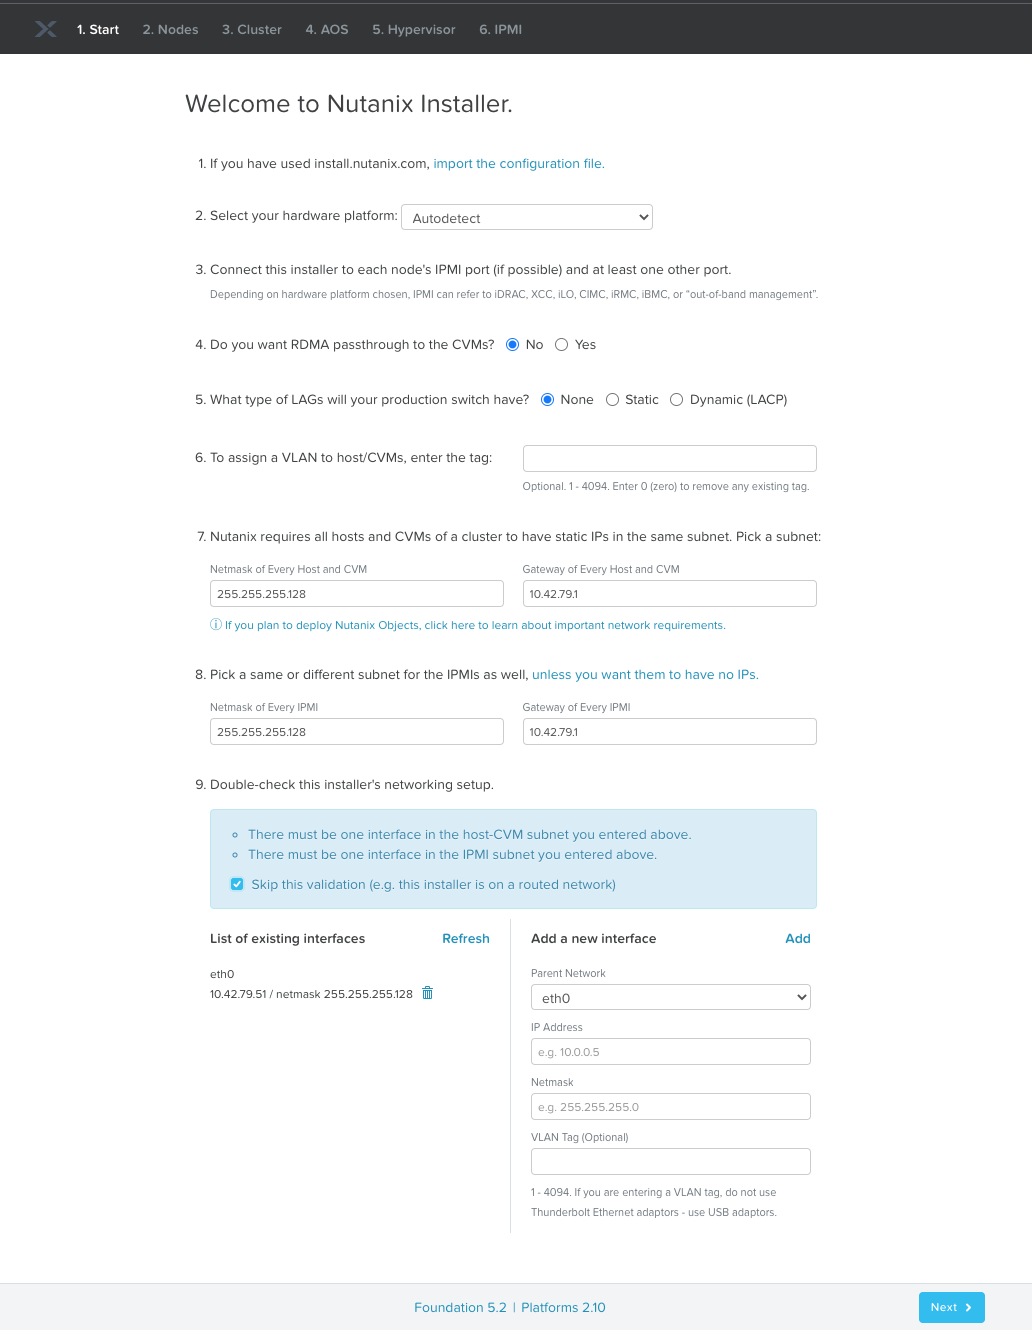 1. Start 2. Nodes 3. Cluster 4. AOS 5. Hypervisor 6. IPMI
Welcome to Nutanix Installer.
1. If you have used install.nutanix.com, import the configuration file.
2. Select your hardware platform: Autodetect
3. Connect this installer to each node's IPMI port (if possible) and at least one other port.
Depending on hardware platform chosen, IPMI can refer to iDRAC, XCC, iLO, CIMC, iRMC, iBMC, or “out-of-band management”.
4. Do you want RDMA passthrough to the CVMs? No Yes
5. What type of LAGs will your production switch have? None Static Dynamic (LACP)
6. To assign a VLAN to host/CVMs, enter the tag:
Optional. 1 - 4094. Enter 0 (zero) to remove any existing tag.
7. Nutanix requires all hosts and CVMs of a cluster to have static IPs in the same subnet. Pick a subnet:
Netmask of Every Host and CVM Gateway of Every Host and CVM
255.255.255.128 10.42.79.1
If you plan to deploy Nutanix Objects, click here to learn about important network requirements.
8. Pick a same or different subnet for the IPMIs as well, unless you want them to have no IPs.
Netmask of Every IPMI Gateway of Every IPMI
255.255.255.128 10.42.79.1
9. Double-check this installer's networking setup.
There must be one interface in the host-CVM subnet you entered above.
There must be one interface in the IPMI subnet you entered above.
Skip this validation (e.g. this installer is on a routed network)
List of existing interfaces Refresh
eth0
10.42.79.51 / netmask 255.255.255.128
Add a new interface Add
Parent Network
eth0
IP Address
e.g. 10.0.0.5
Netmask
e.g. 255.255.255.0
VLAN Tag (Optional)
1 - 4094. If you are entering a VLAN tag, do not use
Thunderbolt Ethernet adaptors - use USB adaptors.
Foundation 5.2 | Platforms 2.10
Next